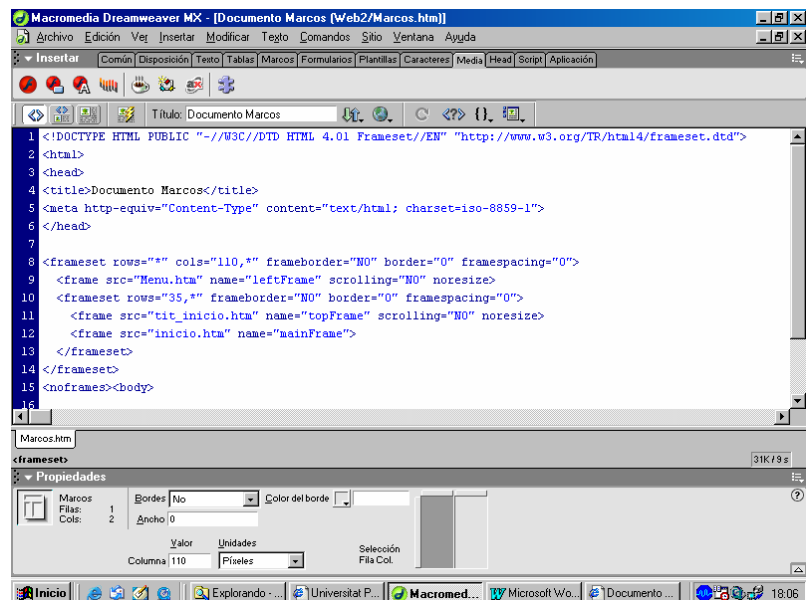 Macromedia Dreamweaver MX - [Documento Marcos (Web2/Marcos.htm)]
Archivo Edición Ver Insertar Modificar Texto Comandos Sitio Ventana Ayuda
Insertar Común Disposición Texto Tablas Marcos Formularios Plantillas Caracteres Media Head Script Aplicación
Título: Documento Marcos
1 <!DOCTYPE HTML PUBLIC "-//W3C//DTD HTML 4.01 Frameset//EN" "http://www.w3.org/TR/html4/frameset.dtd">
2 <html>
3 <head>
4 <title>Documento Marcos</title>
5 <meta http-equiv="Content-Type" content="text/html; charset=iso-8859-1">
6 </head>
7
8 <frameset rows="*" cols="110,*" frameborder="NO" border="0" framespacing="0">
9 <frame src="Menu.htm" name="leftFrame" scrolling="NO" noresize>
10 <frameset rows="35,*" frameborder="NO" border="0" framespacing="0">
11 <frame src="tit_inicio.htm" name="topFrame" scrolling="NO" noresize>
12 <frame src="inicio.htm" name="mainFrame">
13 </frameset>
14 </frameset>
15 <noframes><body>
16
Marcos.htm
<frameset> 31K / 9 s
Propiedades
Marcos Bordes No Color del borde
Filas: 1
Cols: 2 Ancho 0
Valor Unidades
Columna 110 Píxeles
Selección
Fila Col.
Inicio Explorando - ... Universitat P... Macromed... Microsoft Wo... Documento ... 18:06